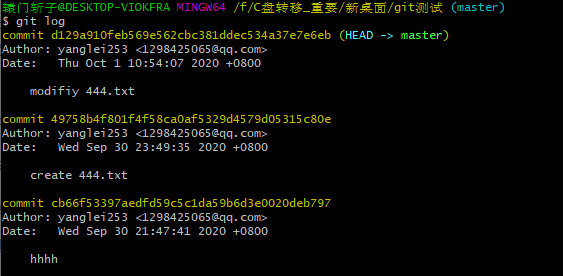 辕门斩子@DESKTOP-VIOKFRA MINGW64 /f/C盘转移_重要/新桌面/git测试 (master)
$ git log
commit d129a910feb569e562cbc381ddec534a37e7e6eb (HEAD -> master)
Author: yanglei253 <1298425065@qq.com>
Date:   Thu Oct 1 10:54:07 2020 +0800
modifiy 444.txt
commit 49758b4f801f4f58ca0af5329d4579d05315c80e
Author: yanglei253 <1298425065@qq.com>
Date:   Wed Sep 30 23:49:35 2020 +0800
create 444.txt
commit cb66f53397aedfd59c5c1da59b6d3e0020deb797
Author: yanglei253 <1298425065@qq.com>
Date:   Wed Sep 30 21:47:41 2020 +0800
hhhh